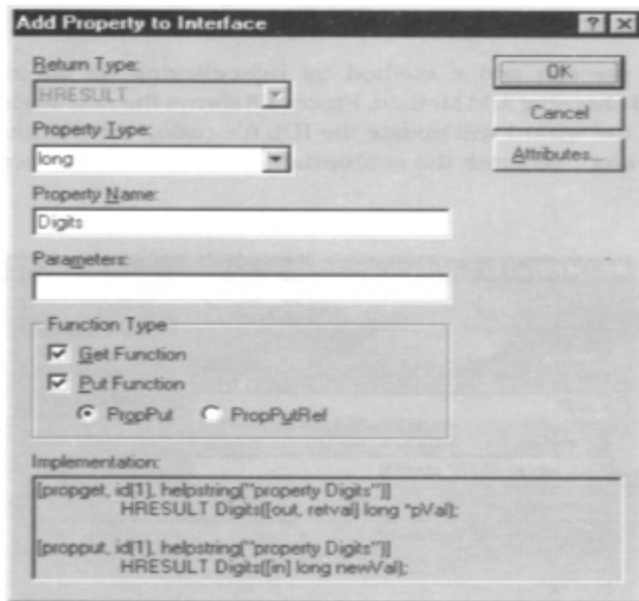 Add Property to Interface
Return Type:
HRESULT
Property Type:
long
Property Name:
Digits
Parameters:
Function Type
Get Function
Put Function
PropPut
PropPutRef
Implementation:
[propget, id(1), helpstring("property Digits")]
HRESULT Digits([out, retval] long *pVal);
[propput, id(1), helpstring("property Digits")]
HRESULT Digits([in] long newVal);
OK
Cancel
Attributes...